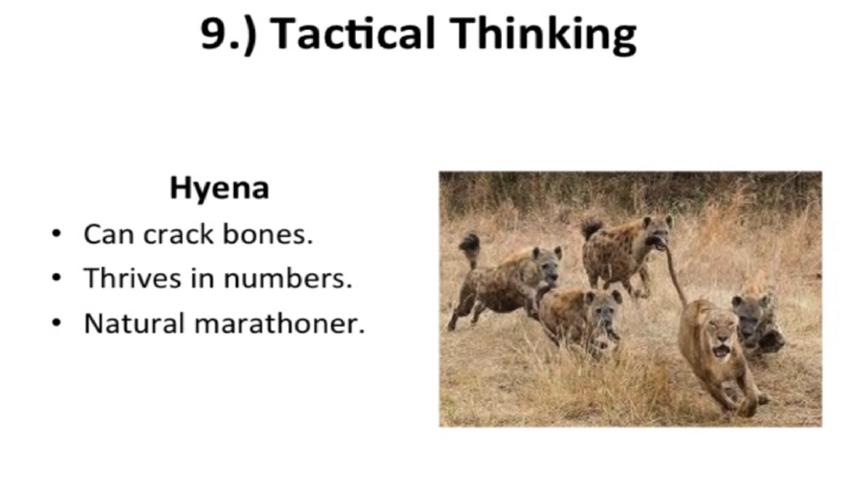 9.) Tactical Thinking
Hyena
• Can crack bones.
• Thrives in numbers.
• Natural marathoner.